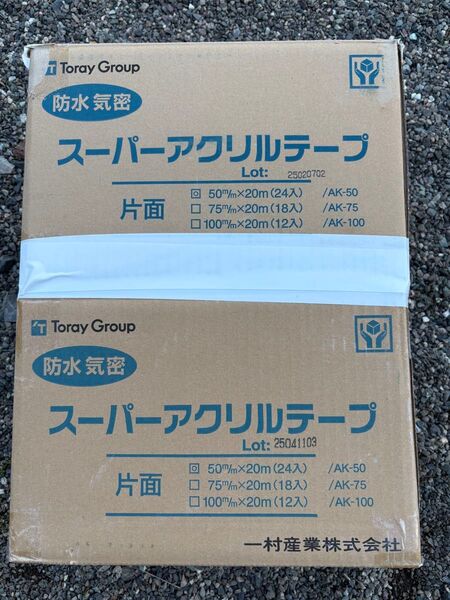 Toray Group
防水 気密
スーパーアクリルテープ
Lot: 25020702
片面
50m/m×20m(24入) /AK-50
75m/m×20m(18入) /AK-75
100m/m×20m(12入) /AK-100
Toray Group
防水 気密
スーパーアクリルテープ
Lot: 25041103
片面
50m/m×20m(24入) /AK-50
75m/m×20m(18入) /AK-75
100m/m×20m(12入) /AK-100
一村産業株式会社